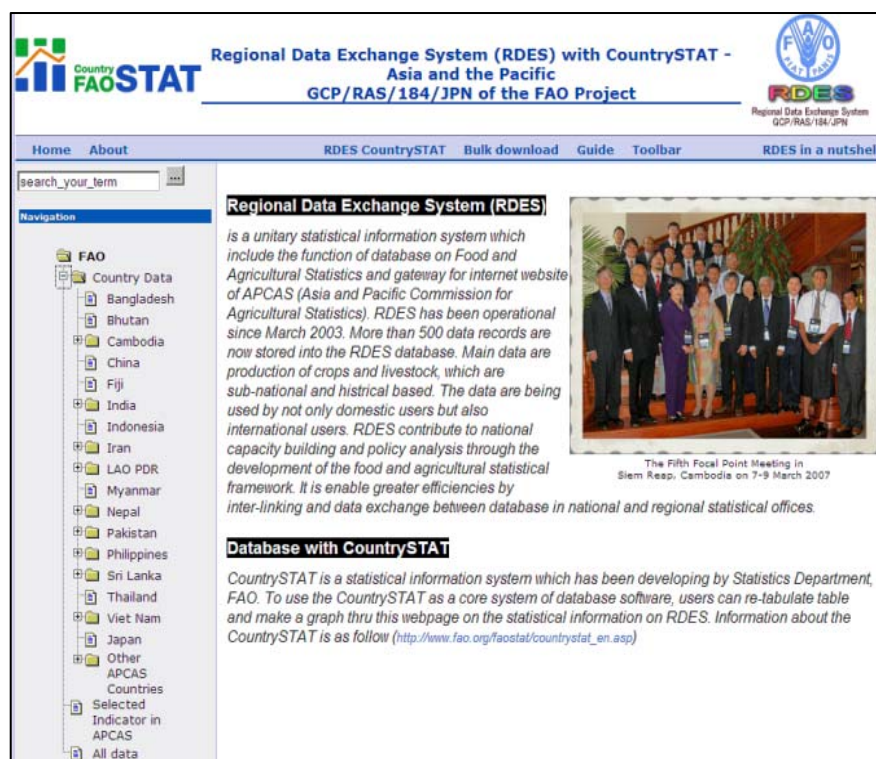 Country
FAOSTAT
Regional Data Exchange System (RDES) with CountrySTAT -
Asia and the Pacific
GCP/RAS/184/JPN of the FAO Project
FAO
FIAT PANIS
RDES
Regional Data Exchange System
GCP/RAS/184/JPN
Home About RDES CountrySTAT Bulk download Guide Toolbar RDES in a nutshel
search_your_term ...
Navigation
FAO
Country Data
Bangladesh
Bhutan
Cambodia
China
Fiji
India
Indonesia
Iran
LAO PDR
Myanmar
Nepal
Pakistan
Philippines
Sri Lanka
Thailand
Viet Nam
Japan
Other
APCAS
Countries
Selected
Indicator in
APCAS
All data
Regional Data Exchange System (RDES)
is a unitary statistical information system which
include the function of database on Food and
Agricultural Statistics and gateway for internet website
of APCAS (Asia and Pacific Commission for
Agricultural Statistics). RDES has been operational
since March 2003. More than 500 data records are
now stored into the RDES database. Main data are
production of crops and livestock, which are
sub-national and histrical based. The data are being
used by not only domestic users but also
international users. RDES contribute to national
capacity building and policy analysis through the
development of the food and agricultural statistical
framework. It is enable greater efficiencies by
inter-linking and data exchange between database in national and regional statistical offices.
The Fifth Focal Point Meeting in
Siem Reap, Cambodia on 7-9 March 2007
Database with CountrySTAT
CountrySTAT is a statistical information system which has been developing by Statistics Department,
FAO. To use the CountrySTAT as a core system of database software, users can re-tabulate table
and make a graph thru this webpage on the statistical information on RDES. Information about the
CountrySTAT is as follow (http://www.fao.org/faostat/countrystat_en.asp)